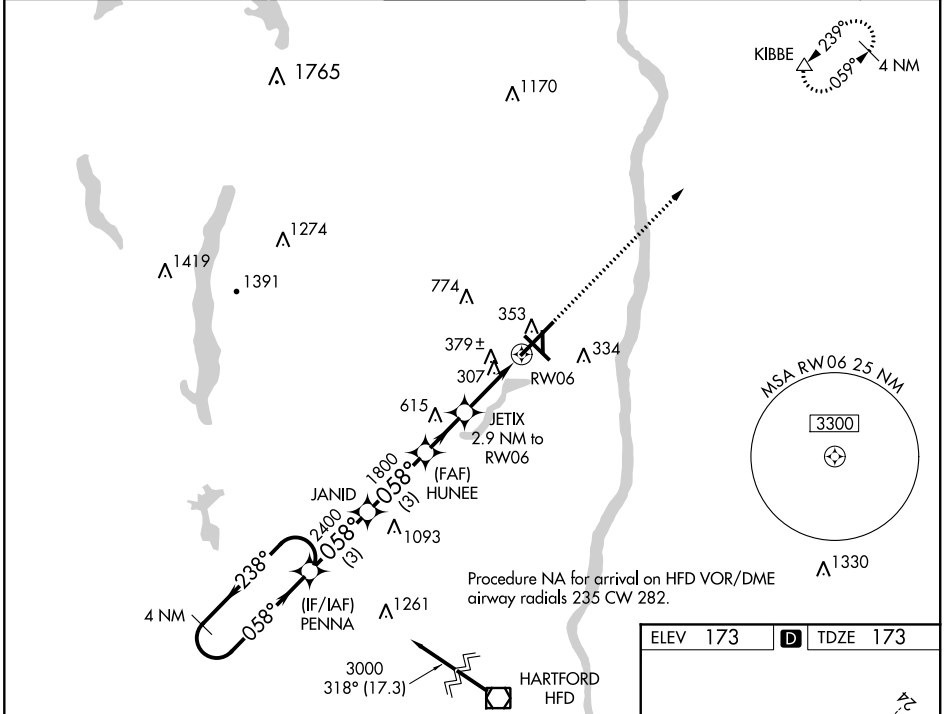 1765
1170
KIBBE
239°
059°
4 NM
1274
1419
1391
774
353
379±
334
307
RW06
MSA RW06 25 NM
3300
615
JETIX
2.9 NM to
RW06
1800
058°
(3)
(FAF)
HUNEE
JANID
2400
058°
(3)
1093
238°
058°
4 NM
(IF/IAF)
PENNA
1261
1330
Procedure NA for arrival on HFD VOR/DME
airway radials 235 CW 282.
3000
318° (17.3)
HARTFORD
HFD
ELEV 173 D TDZE 173
24